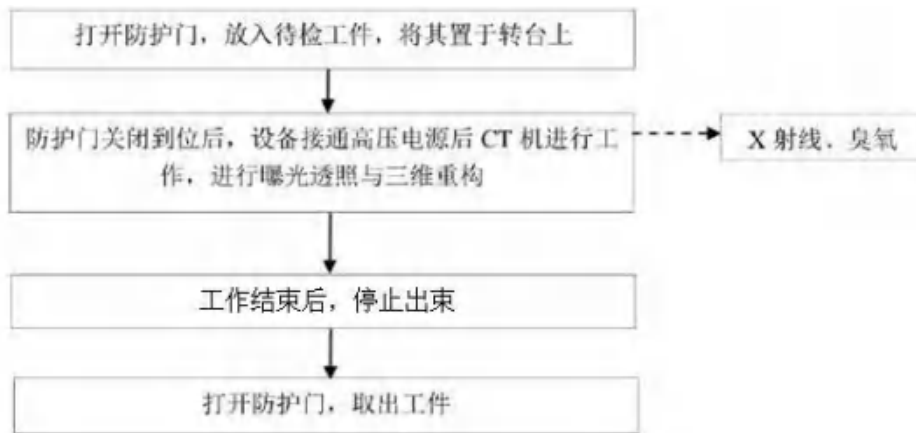 打开防护门，放入待检工件，将其置于转台上
防护门关闭到位后，设备接通高压电源后 CT 机进行工
作，进行曝光透照与三维重构
X 射线、臭氧
工作结束后，停止出束
打开防护门，取出工件